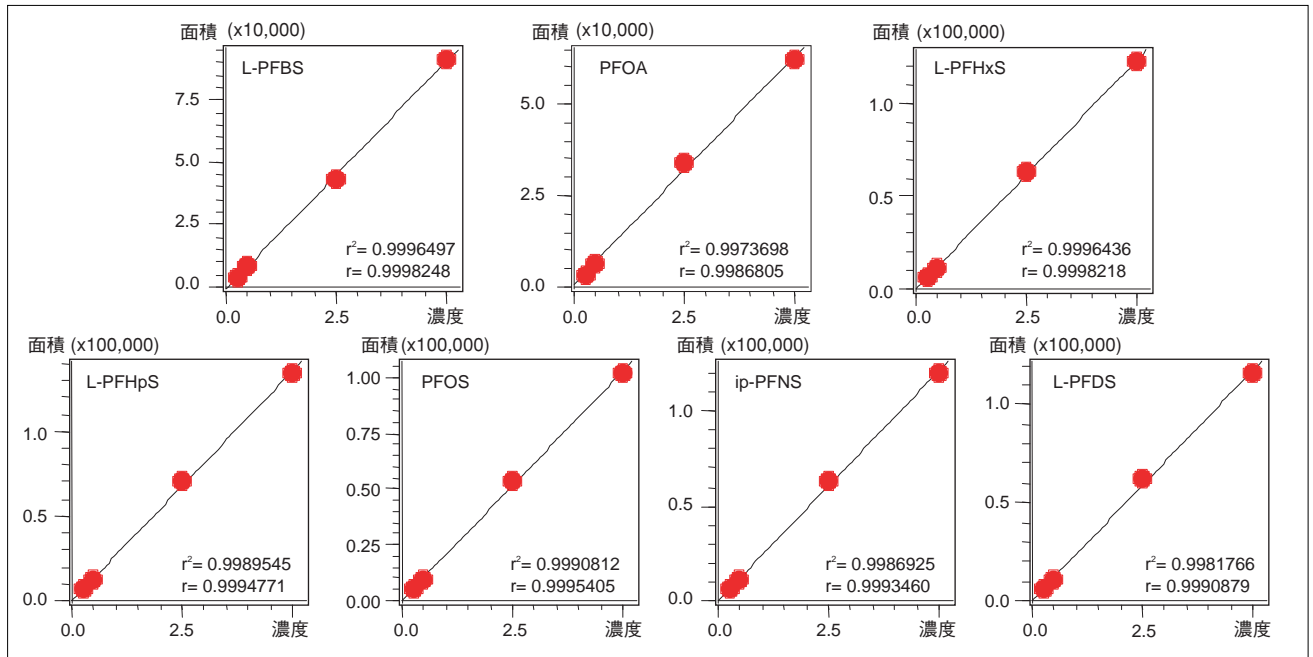 面積 (x10,000)
L-PFBS
7.5
5.0
2.5
0.0
r²= 0.9996497
r= 0.9998248
0.0 2.5 濃度
面積 (x10,000)
PFOA
5.0
2.5
0.0
r²= 0.9973698
r= 0.9986805
0.0 2.5 濃度
面積 (x100,000)
L-PFHxS
1.0
0.5
0.0
r²= 0.9996436
r= 0.9998218
0.0 2.5 濃度
面積 (x100,000)
L-PFHpS
1.0
0.5
0.0
r²= 0.9989545
r= 0.9994771
0.0 2.5 濃度
面積 (x100,000)
PFOS
1.00
0.75
0.50
0.25
0.00
r²= 0.9990812
r= 0.9995405
0.0 2.5 濃度
面積 (x100,000)
ip-PFNS
1.0
0.5
0.0
r²= 0.9986925
r= 0.9993460
0.0 2.5 濃度
面積 (x100,000)
L-PFDS
1.0
0.5
0.0
r²= 0.9981766
r= 0.9990879
0.0 2.5 濃度